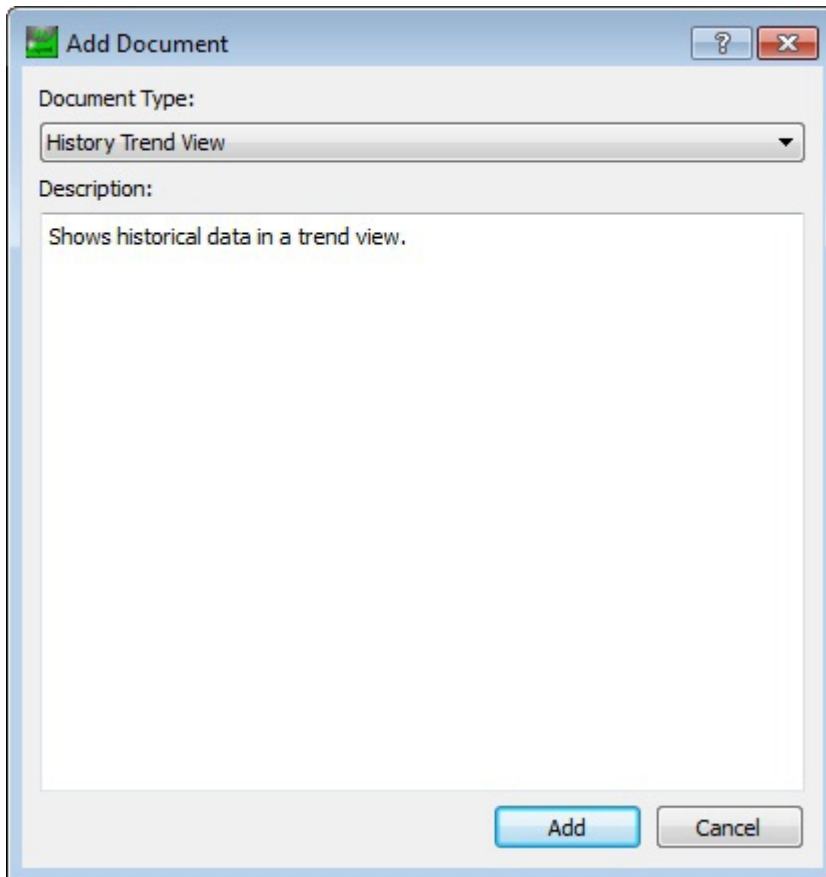 Add Document
Document Type:
History Trend View
Description:
Shows historical data in a trend view.
Add Cancel